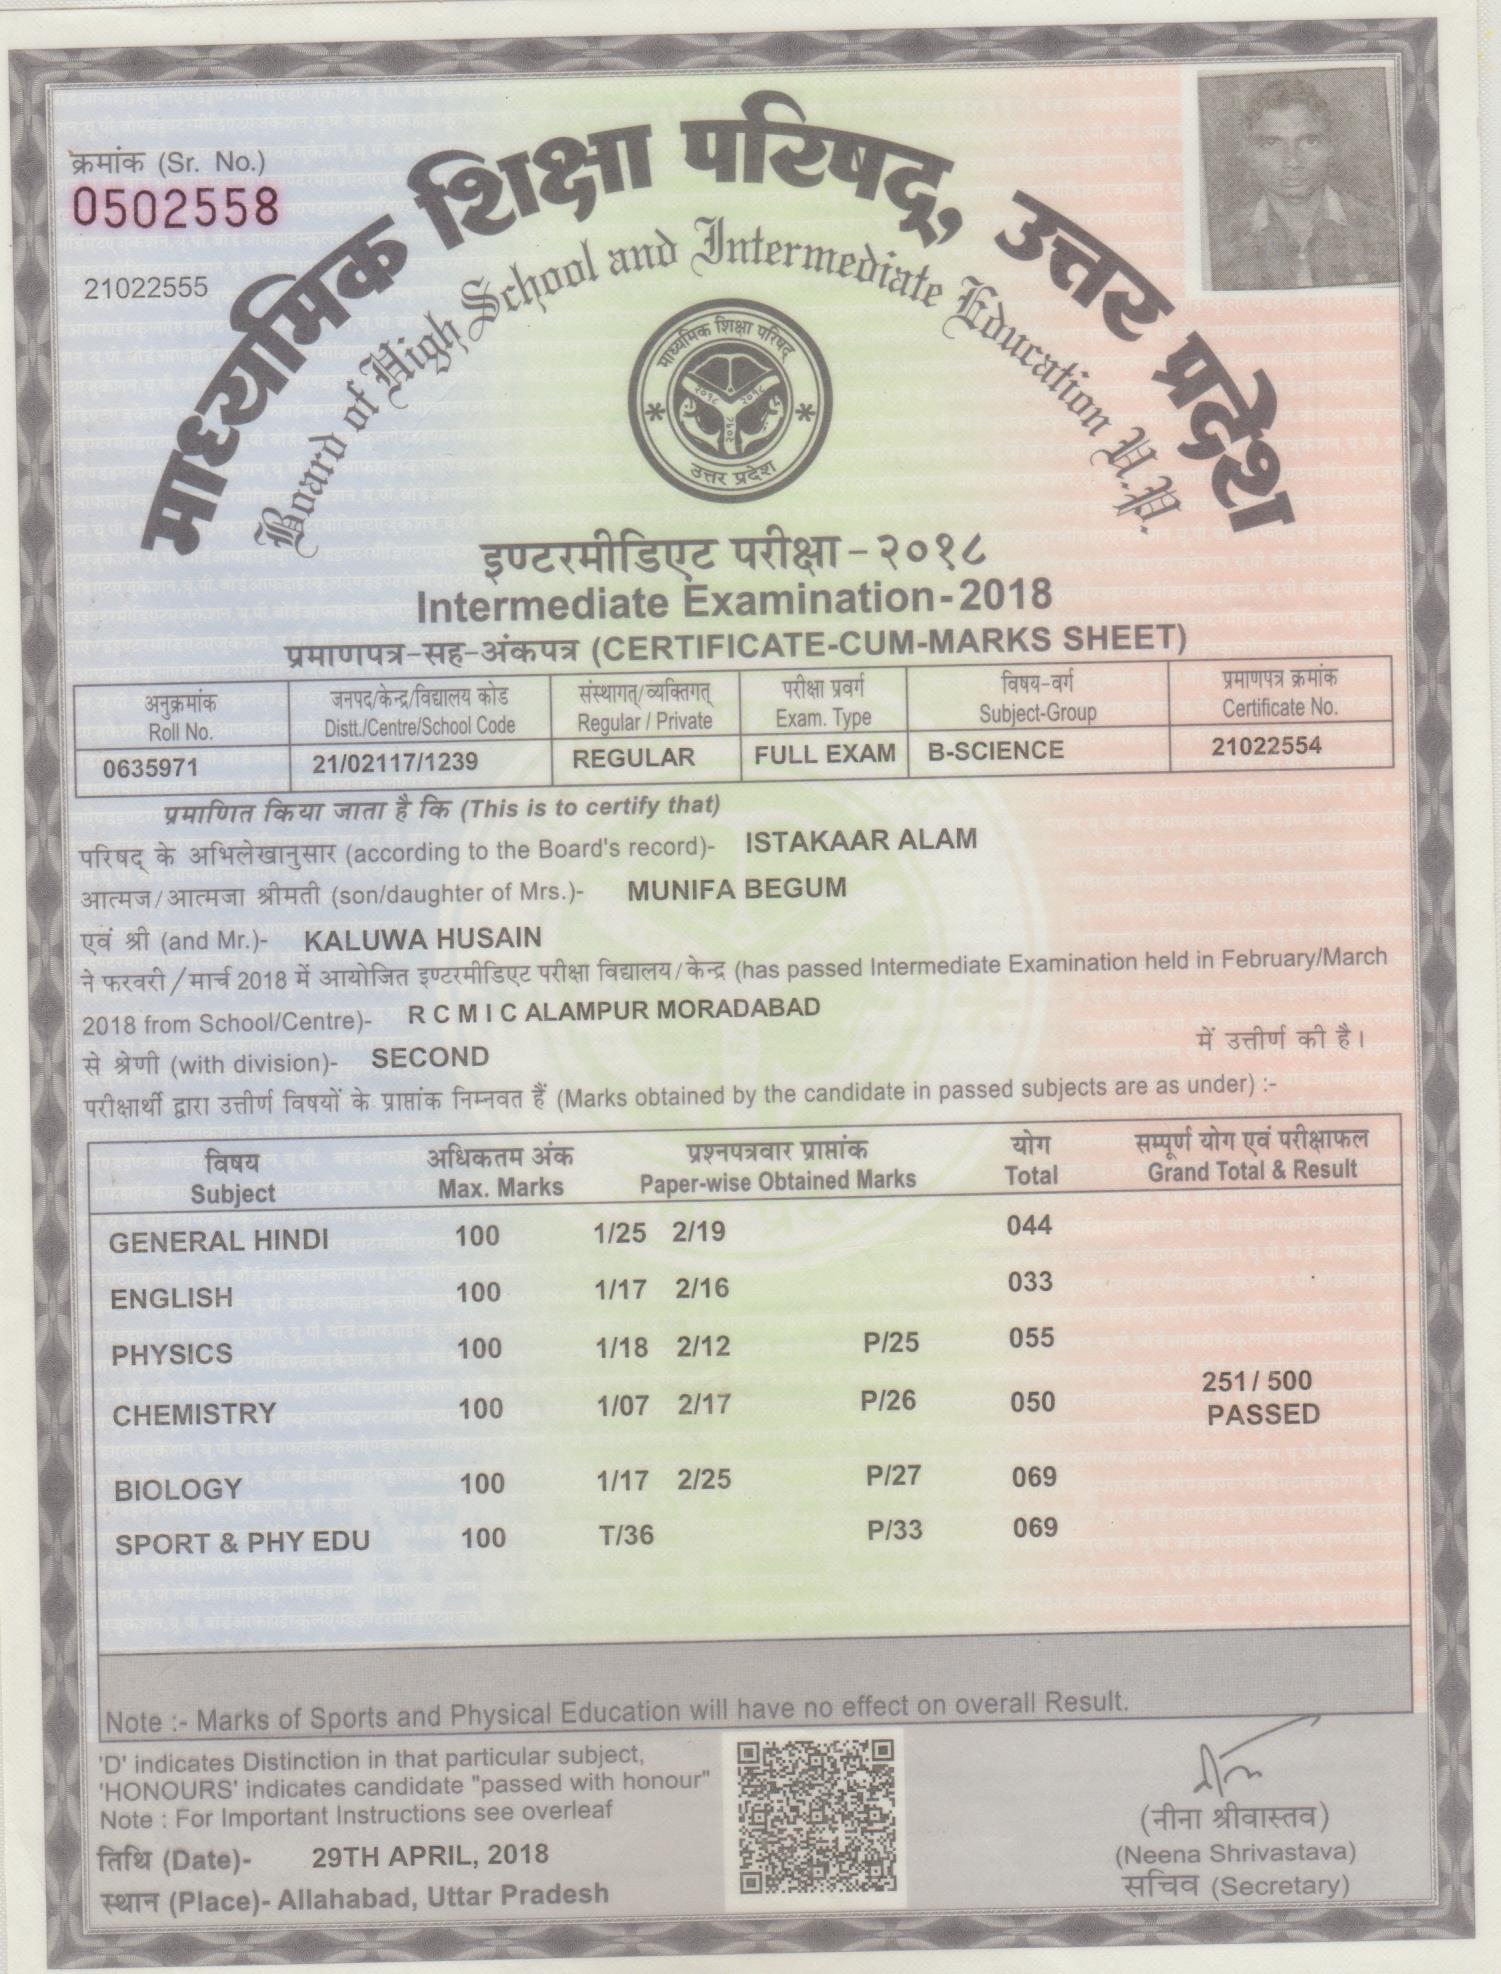 क्रमांक (Sr. No.)
0502558
21022555
माध्यमिक शिक्षा परिषद्, उत्तर प्रदेश
Board of High School and Intermediate Education U.P.
माध्यमिक शिक्षा परिषद्
२०१८ २०१८
२०१८
उत्तर प्रदेश
इण्टरमीडिएट परीक्षा - २०१८
Intermediate Examination - 2018
प्रमाणपत्र-सह-अंकपत्र (CERTIFICATE-CUM-MARKS SHEET)
अनुक्रमांक जनपद/केन्द्र/विद्यालय कोड संस्थागत्/व्यक्तिगत् परीक्षा प्रवर्ग विषय-वर्ग प्रमाणपत्र क्रमांक
Roll No. Distt./Centre/School Code Regular / Private Exam. Type Subject-Group Certificate No.
0635971 21/02117/1239 REGULAR FULL EXAM B-SCIENCE 21022554
प्रमाणित किया जाता है कि (This is to certify that)
परिषद् के अभिलेखानुसार (according to the Board's record)- ISTAKAAR ALAM
आत्मज/आत्मजा श्रीमती (son/daughter of Mrs.)- MUNIFA BEGUM
एवं श्री (and Mr.)- KALUWA HUSAIN
ने फरवरी / मार्च 2018 में आयोजित इण्टरमीडिएट परीक्षा विद्यालय/केन्द्र (has passed Intermediate Examination held in February/March
2018 from School/Centre)- R C M I C ALAMPUR MORADABAD
से श्रेणी (with division)- SECOND में उत्तीर्ण की है।
परीक्षार्थी द्वारा उत्तीर्ण विषयों के प्राप्तांक निम्नवत हैं (Marks obtained by the candidate in passed subjects are as under) :-
विषय अधिकतम अंक प्रश्नपत्रवार प्राप्तांक योग सम्पूर्ण योग एवं परीक्षाफल
Subject Max. Marks Paper-wise Obtained Marks Total Grand Total & Result
GENERAL HINDI 100 1/25 2/19 044
ENGLISH 100 1/17 2/16 033
PHYSICS 100 1/18 2/12 P/25 055
251/ 500
CHEMISTRY 100 1/07 2/17 P/26 050 PASSED
BIOLOGY 100 1/17 2/25 P/27 069
SPORT & PHY EDU 100 T/36 P/33 069
Note :- Marks of Sports and Physical Education will have no effect on overall Result.
'D' indicates Distinction in that particular subject,
'HONOURS' indicates candidate "passed with honour"
Note : For Important Instructions see overleaf
तिथि (Date)- 29TH APRIL, 2018
स्थान (Place)- Allahabad, Uttar Pradesh
(नीना श्रीवास्तव)
(Neena Shrivastava)
सचिव (Secretary)